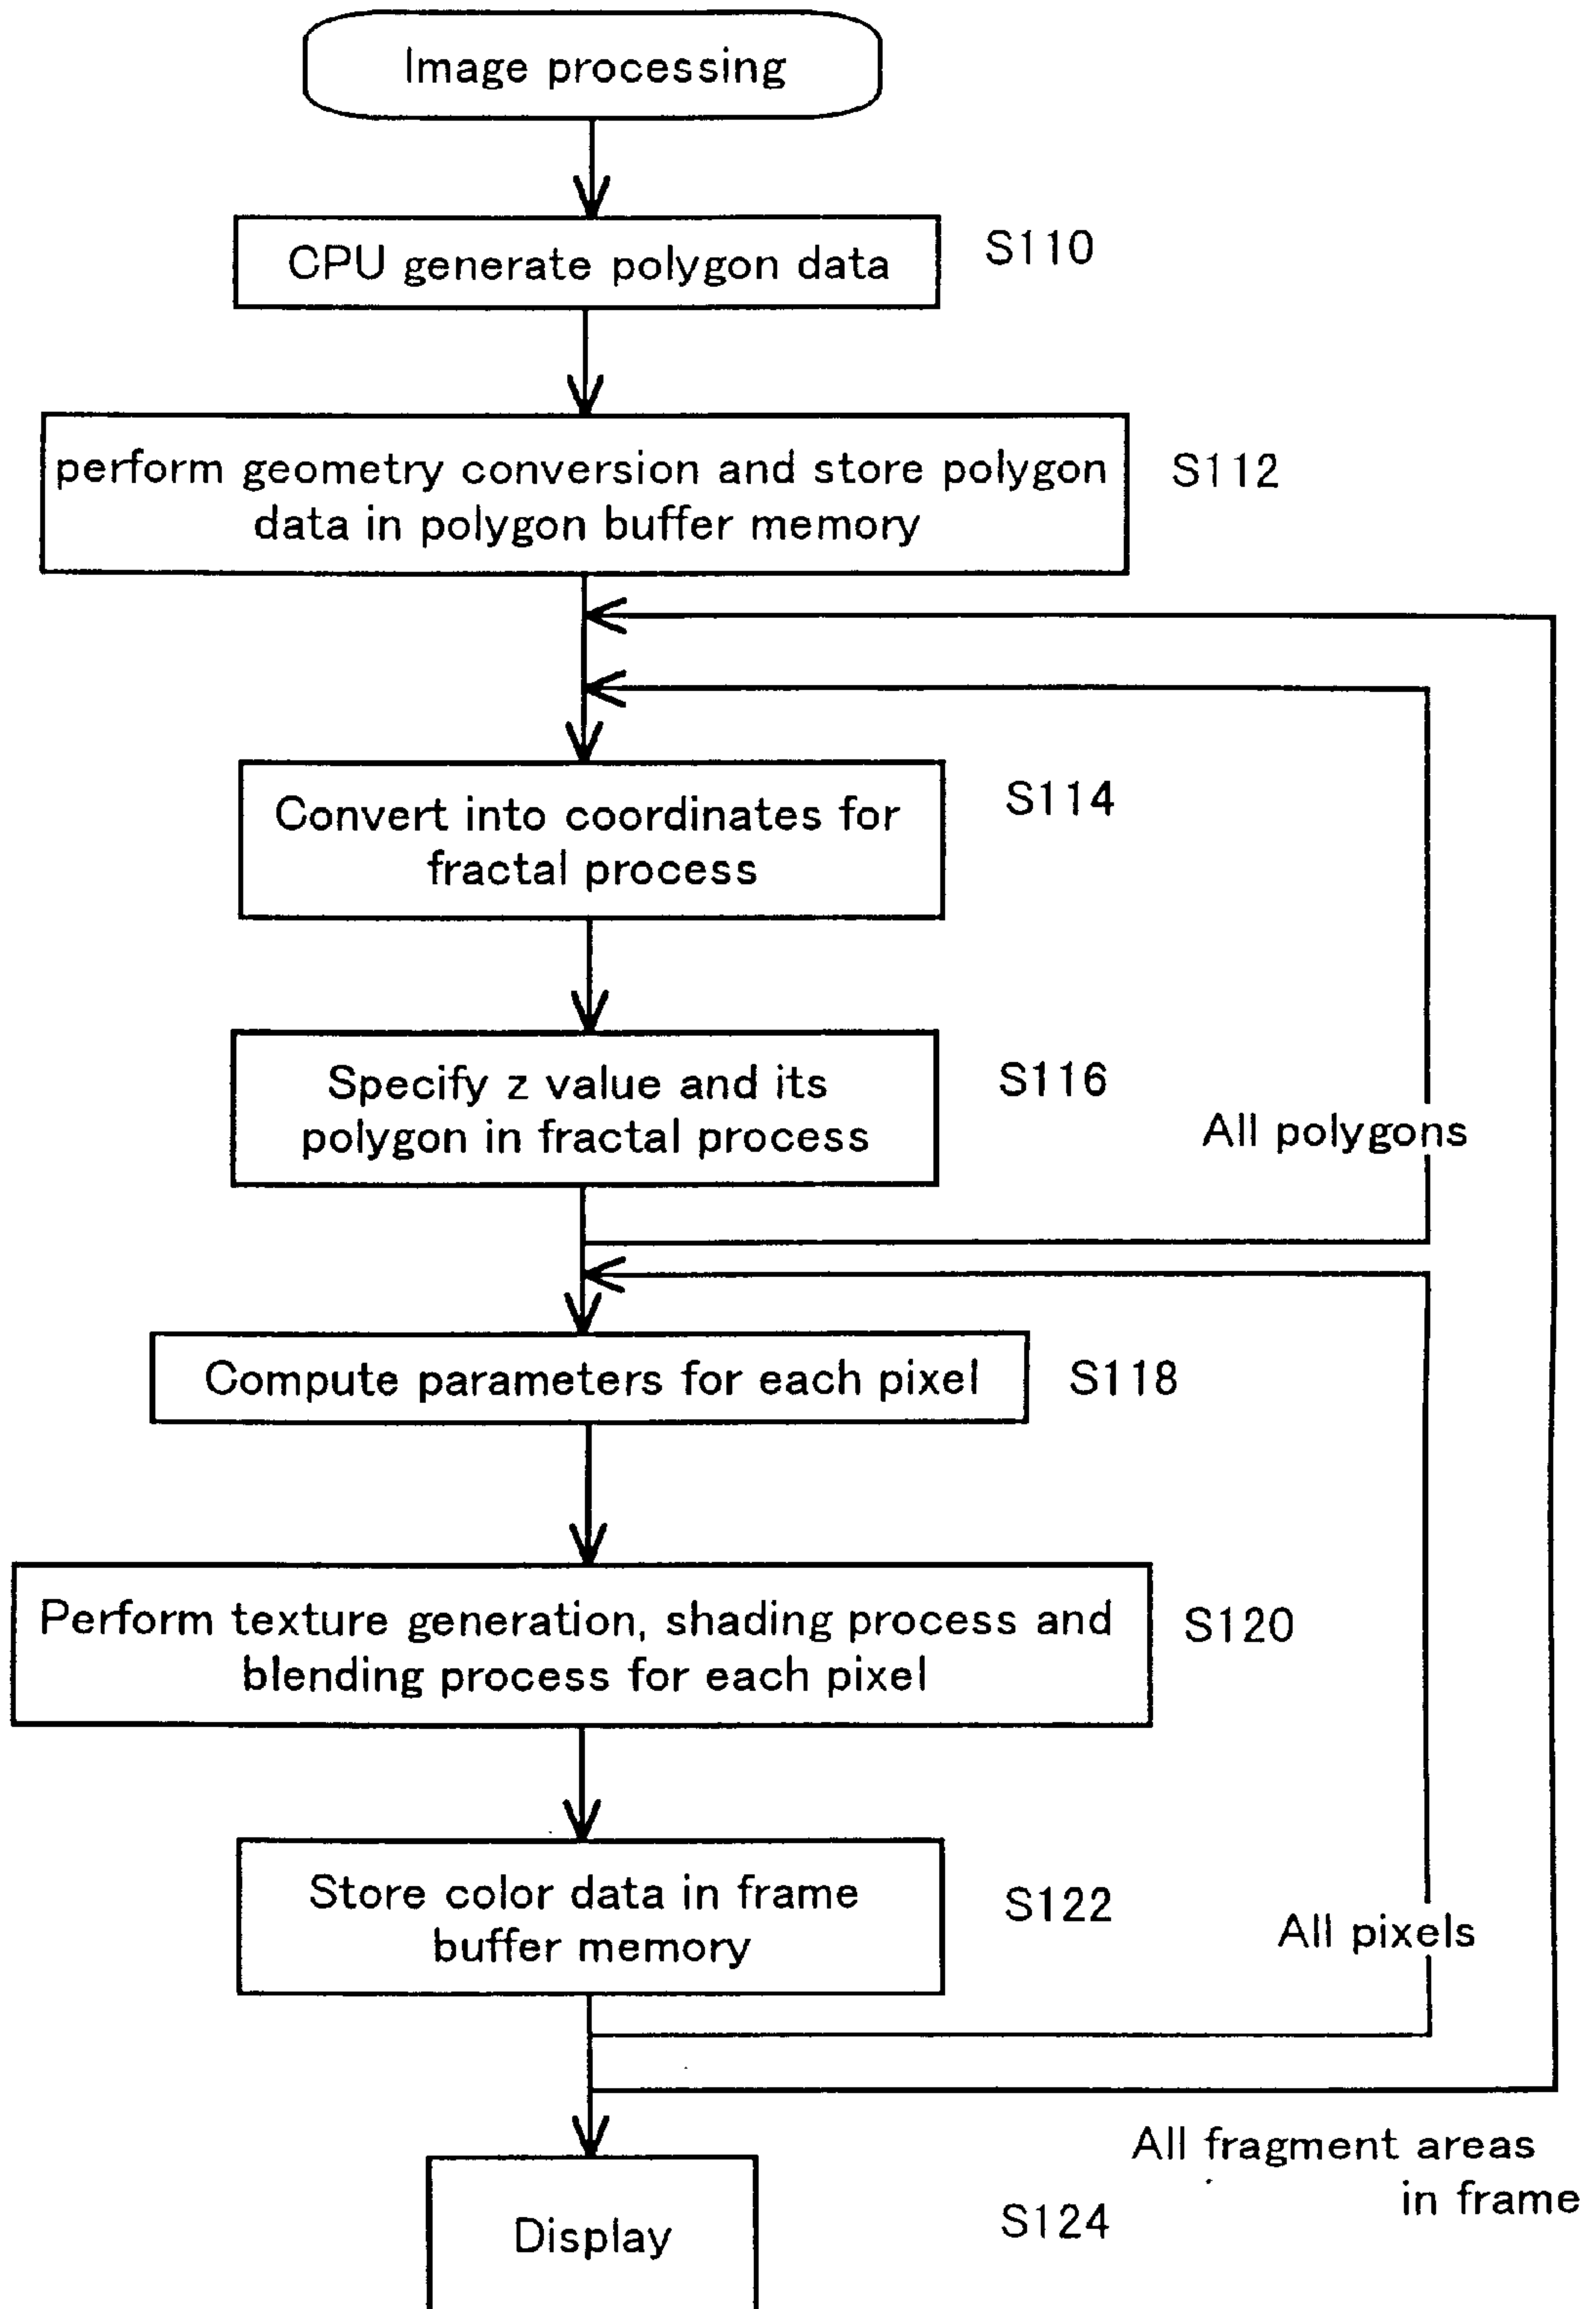 Image processing
CPU generate polygon data
S110
perform geometry conversion and store polygon
data in polygon buffer memory
S112
Convert into coordinates for
fractal process
S114
Specify z value and its
polygon in fractal process
S116
All polygons
Compute parameters for each pixel
S118
Perform texture generation, shading process and
blending process for each pixel
S120
Store color data in frame
buffer memory
S122
All pixels
All fragment areas
in frame
Display
S124